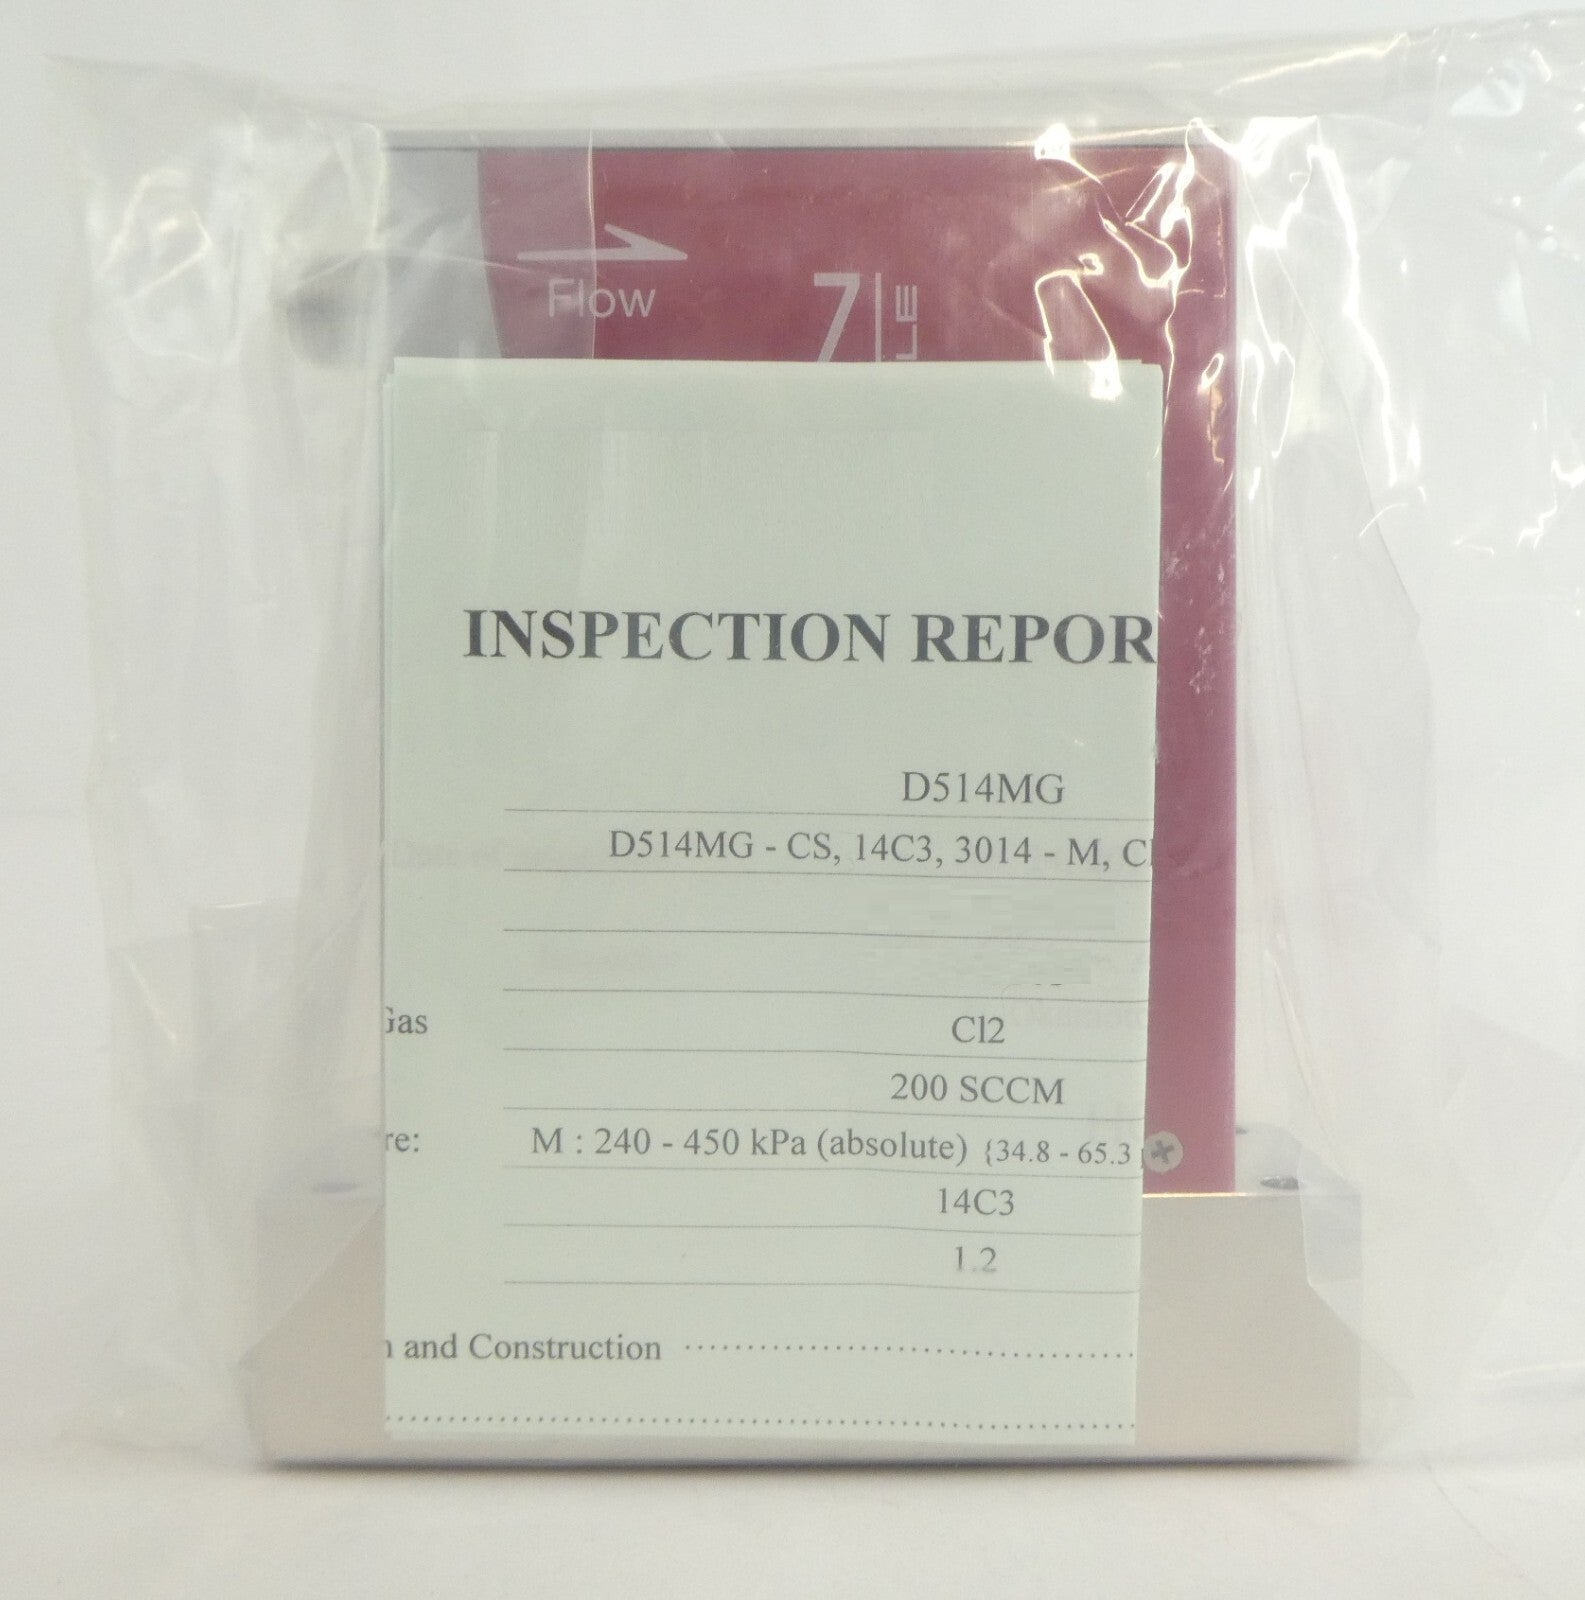 Flow
7
INSPECTION REPOR
D514MG
D514MG - CS, 14C3, 3014 - M, Cl
Gas Cl2
200 SCCM
re: M : 240 - 450 kPa (absolute) {34.8 - 65.3
14C3
1.2
n and Construction